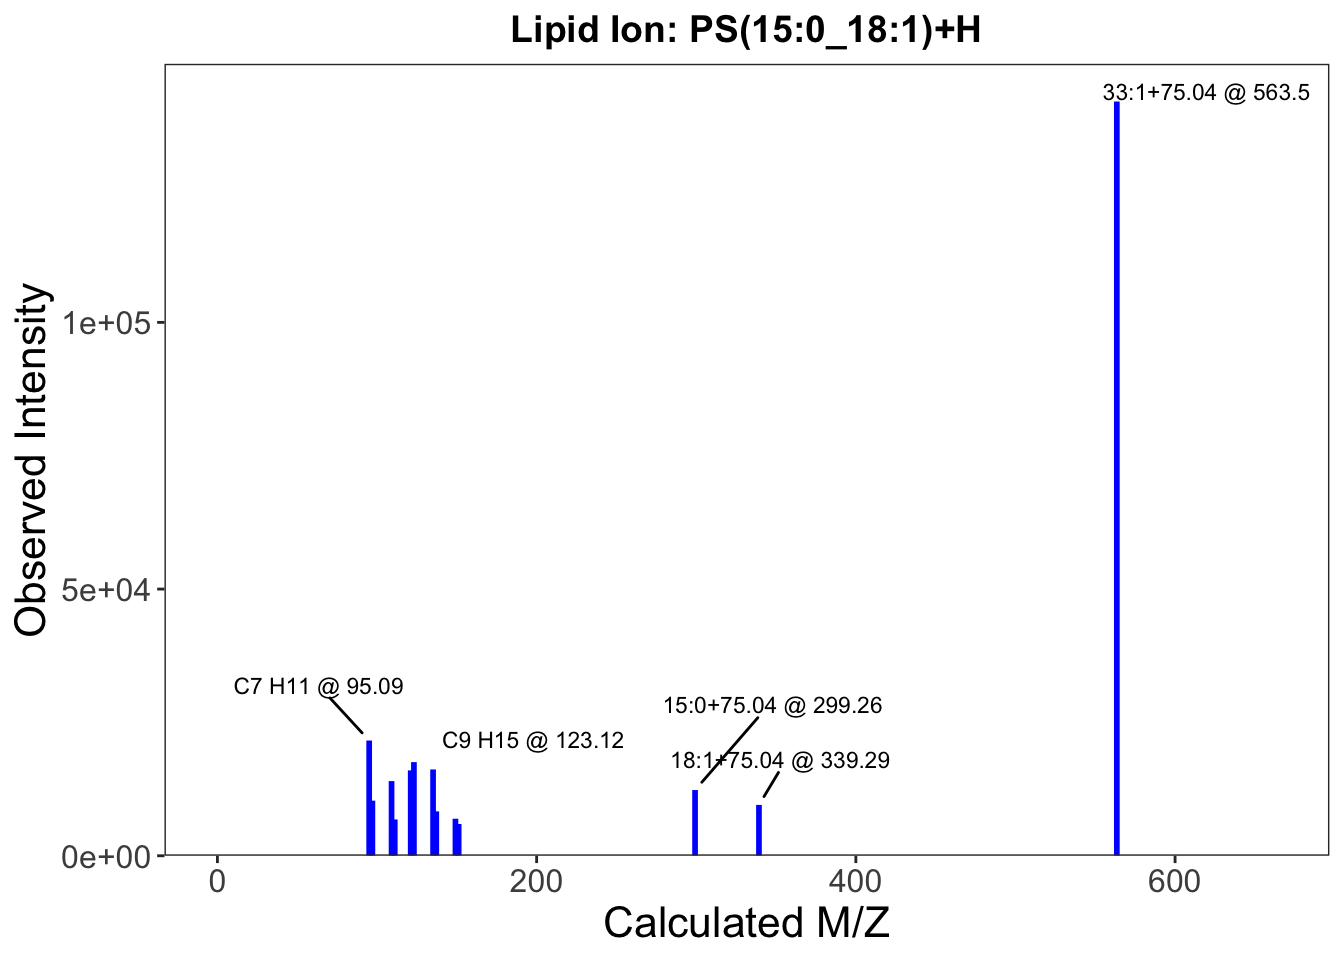 Lipid Ion: PS(15:0_18:1)+H
33:1+75.04 @ 563.5
Observed Intensity
1e+05
5e+04
0e+00
C7 H11 @ 95.09
C9 H15 @ 123.12
15:0+75.04 @ 299.26
18:1+75.04 @ 339.29
0 200 400 600
Calculated M/Z